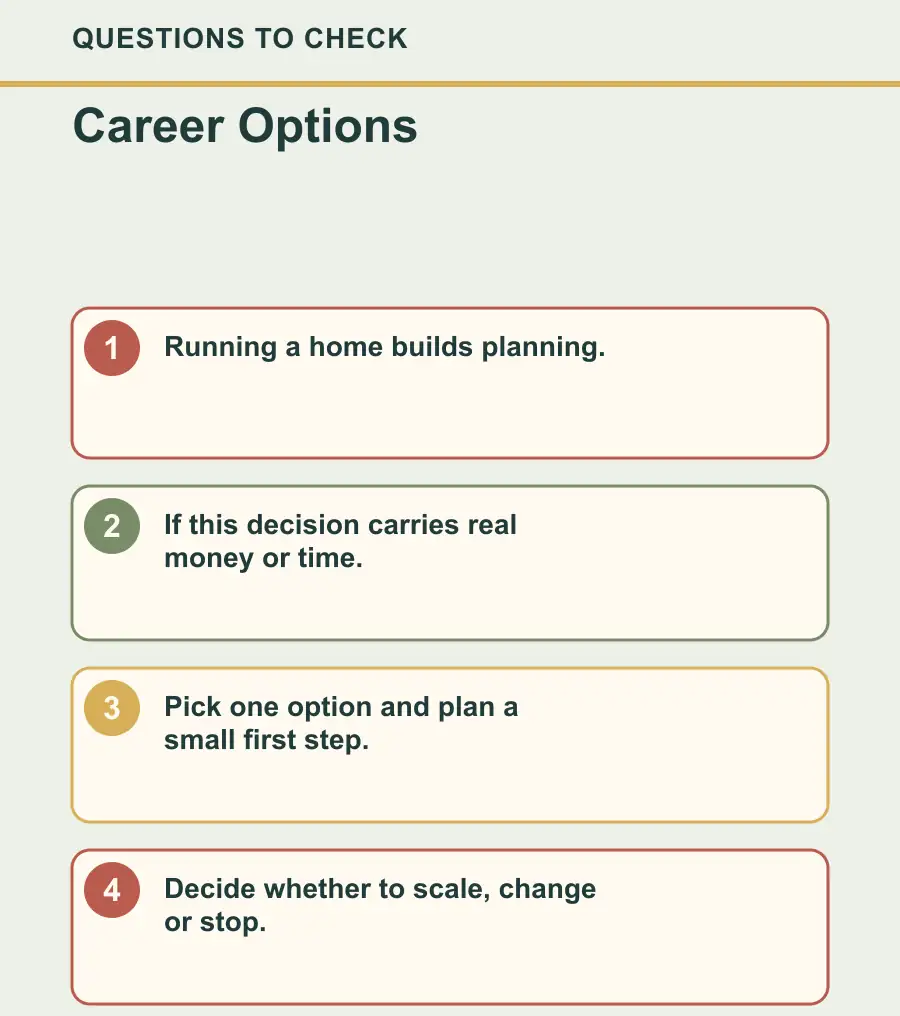 QUESTIONS TO CHECK
Career Options
1
Running a home builds planning.
2
If this decision carries real
money or time.
3
Pick one option and plan a
small first step.
4
Decide whether to scale, change
or stop.